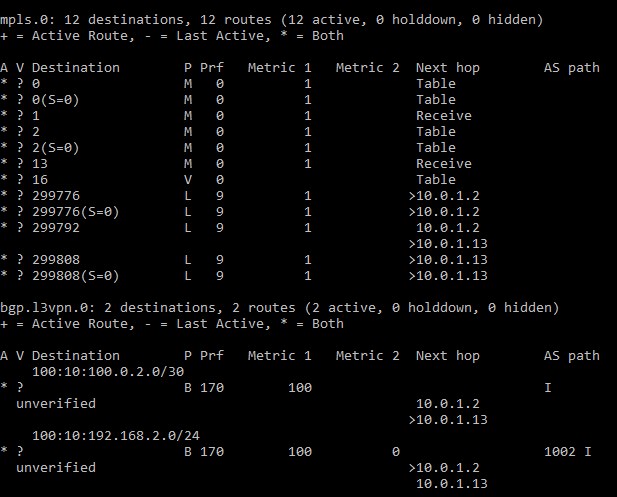 mpls.0: 12 destinations, 12 routes (12 active, 0 holddown, 0 hidden)
+ = Active Route, - = Last Active, * = Both
A V Destination        P Prf   Metric 1   Metric 2  Next hop        AS path
* ? 0                  M   0          1             Table
* ? 0(S=0)             M   0          1             Table
* ? 1                  M   0          1             Receive
* ? 2                  M   0          1             Table
* ? 2(S=0)             M   0          1             Table
* ? 13                 M   0          1             Receive
* ? 16                 V   0                        Table
* ? 299776             L   9          1            >10.0.1.2
* ? 299776(S=0)        L   9          1            >10.0.1.2
* ? 299792             L   9          1             10.0.1.2
                                                   >10.0.1.13
* ? 299808             L   9          1            >10.0.1.13
* ? 299808(S=0)        L   9          1            >10.0.1.13
bgp.l3vpn.0: 2 destinations, 2 routes (2 active, 0 holddown, 0 hidden)
+ = Active Route, - = Last Active, * = Both
A V Destination        P Prf   Metric 1   Metric 2  Next hop        AS path
    100:10:100.0.2.0/30
* ?                    B 170        100                             I
  unverified                                        10.0.1.2
                                                   >10.0.1.13
    100:10:192.168.2.0/24
* ?                    B 170        100          0                  1002 I
  unverified                                       >10.0.1.2
                                                    10.0.1.13